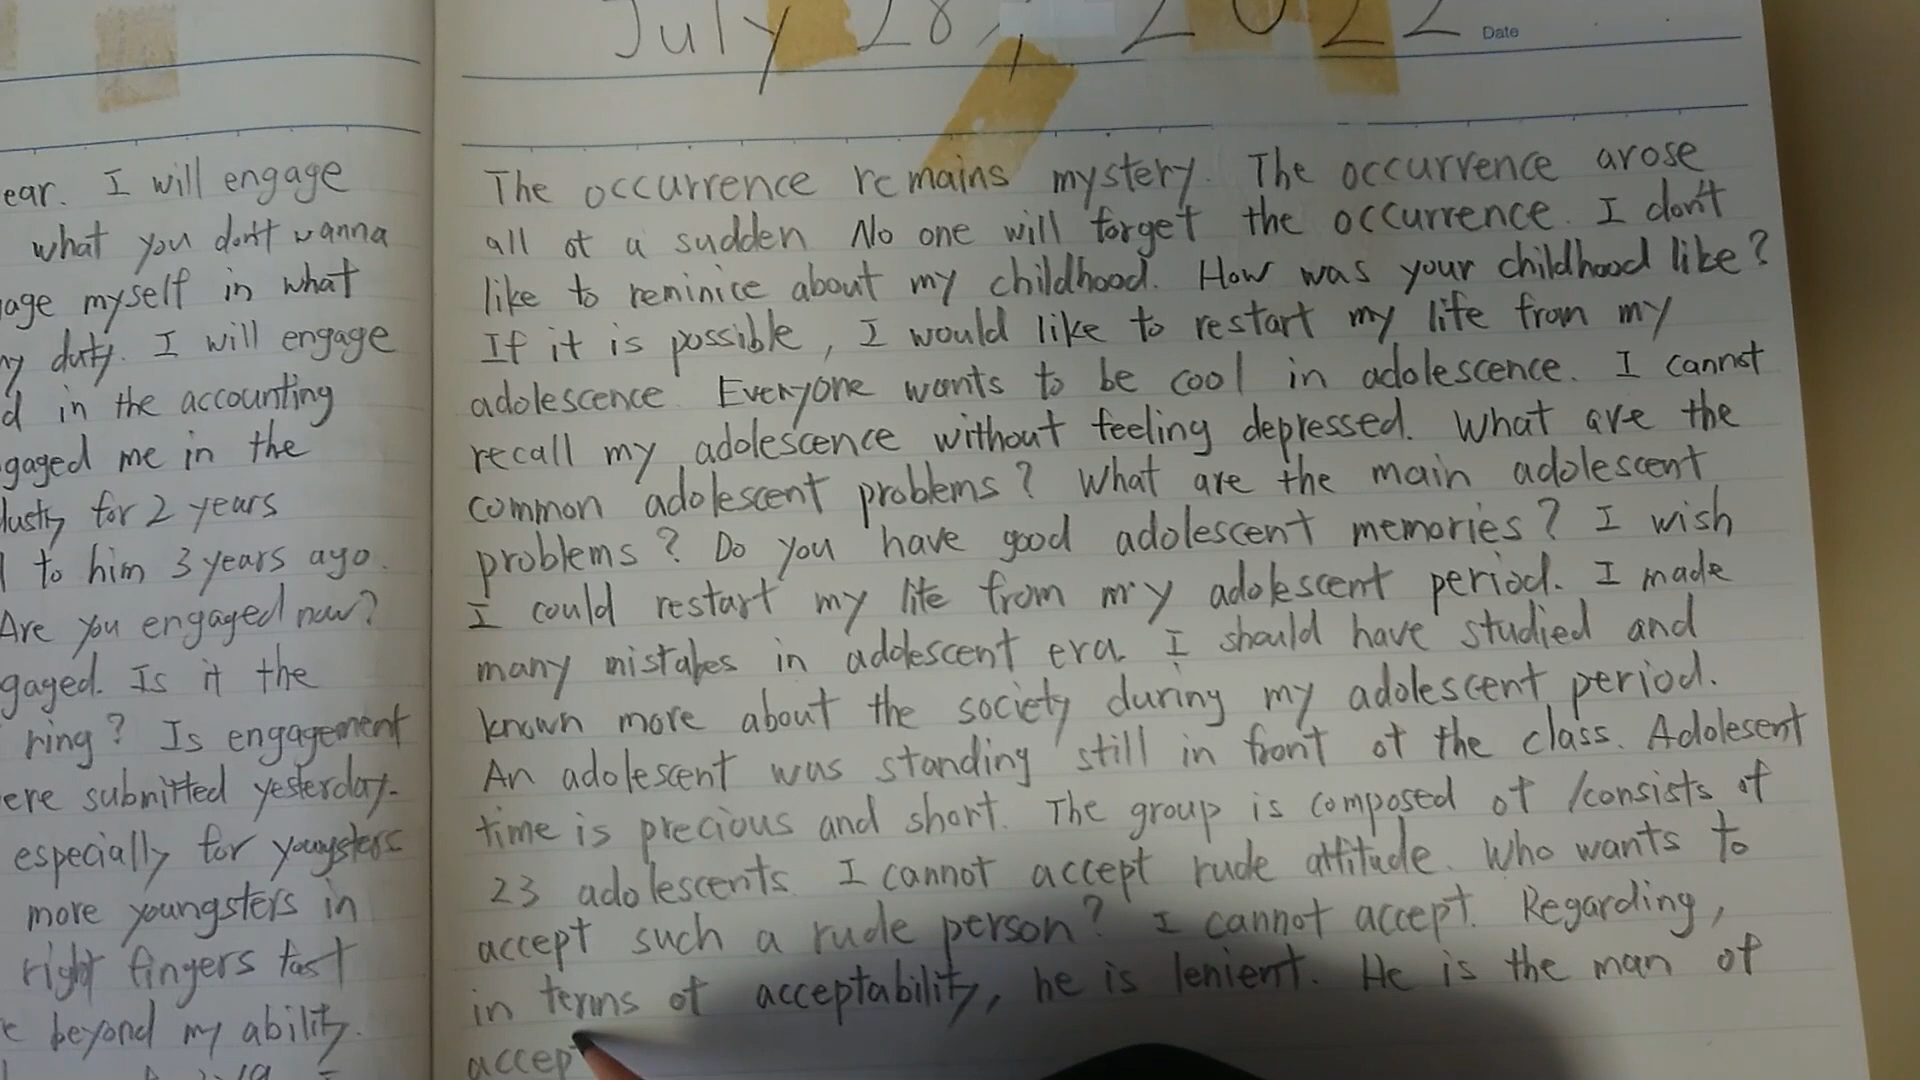 July 28, 2022 Date
ear. I will engage
what you don't wanna
age myself in what
my duty. I will engage
d in the accounting
gaged me in the
dustry for 2 years
to him 3 years ago.
Are you engaged now?
gaged. Is it the
ring? Is engagement
ere submitted yesterday.
especially for youngsters
more youngsters in
right fingers fast
beyond my ability.
The occurrence remains mystery. The occurrence arose
all of a sudden. No one will forget the occurrence. I don't
like to reminice about my childhood. How was your childhood like?
If it is possible, I would like to restart my life from my
adolescence. Everyone wants to be cool in adolescence. I cannot
recall my adolescence without feeling depressed. What are the
common adolescent problems? What are the main adolescent
problems? Do you have good adolescent memories? I wish
I could restart my life from my adolescent period. I made
many mistakes in adolescent era. I should have studied and
known more about the society during my adolescent period.
An adolescent was standing still in front of the class. Adolesent
time is precious and short. The group is composed of /consists of
23 adolescents. I cannot accept rude attitude. Who wants to
accept such a rude person? I cannot accept. Regarding,
in terms of acceptability, he is lenient. He is the man of
accep